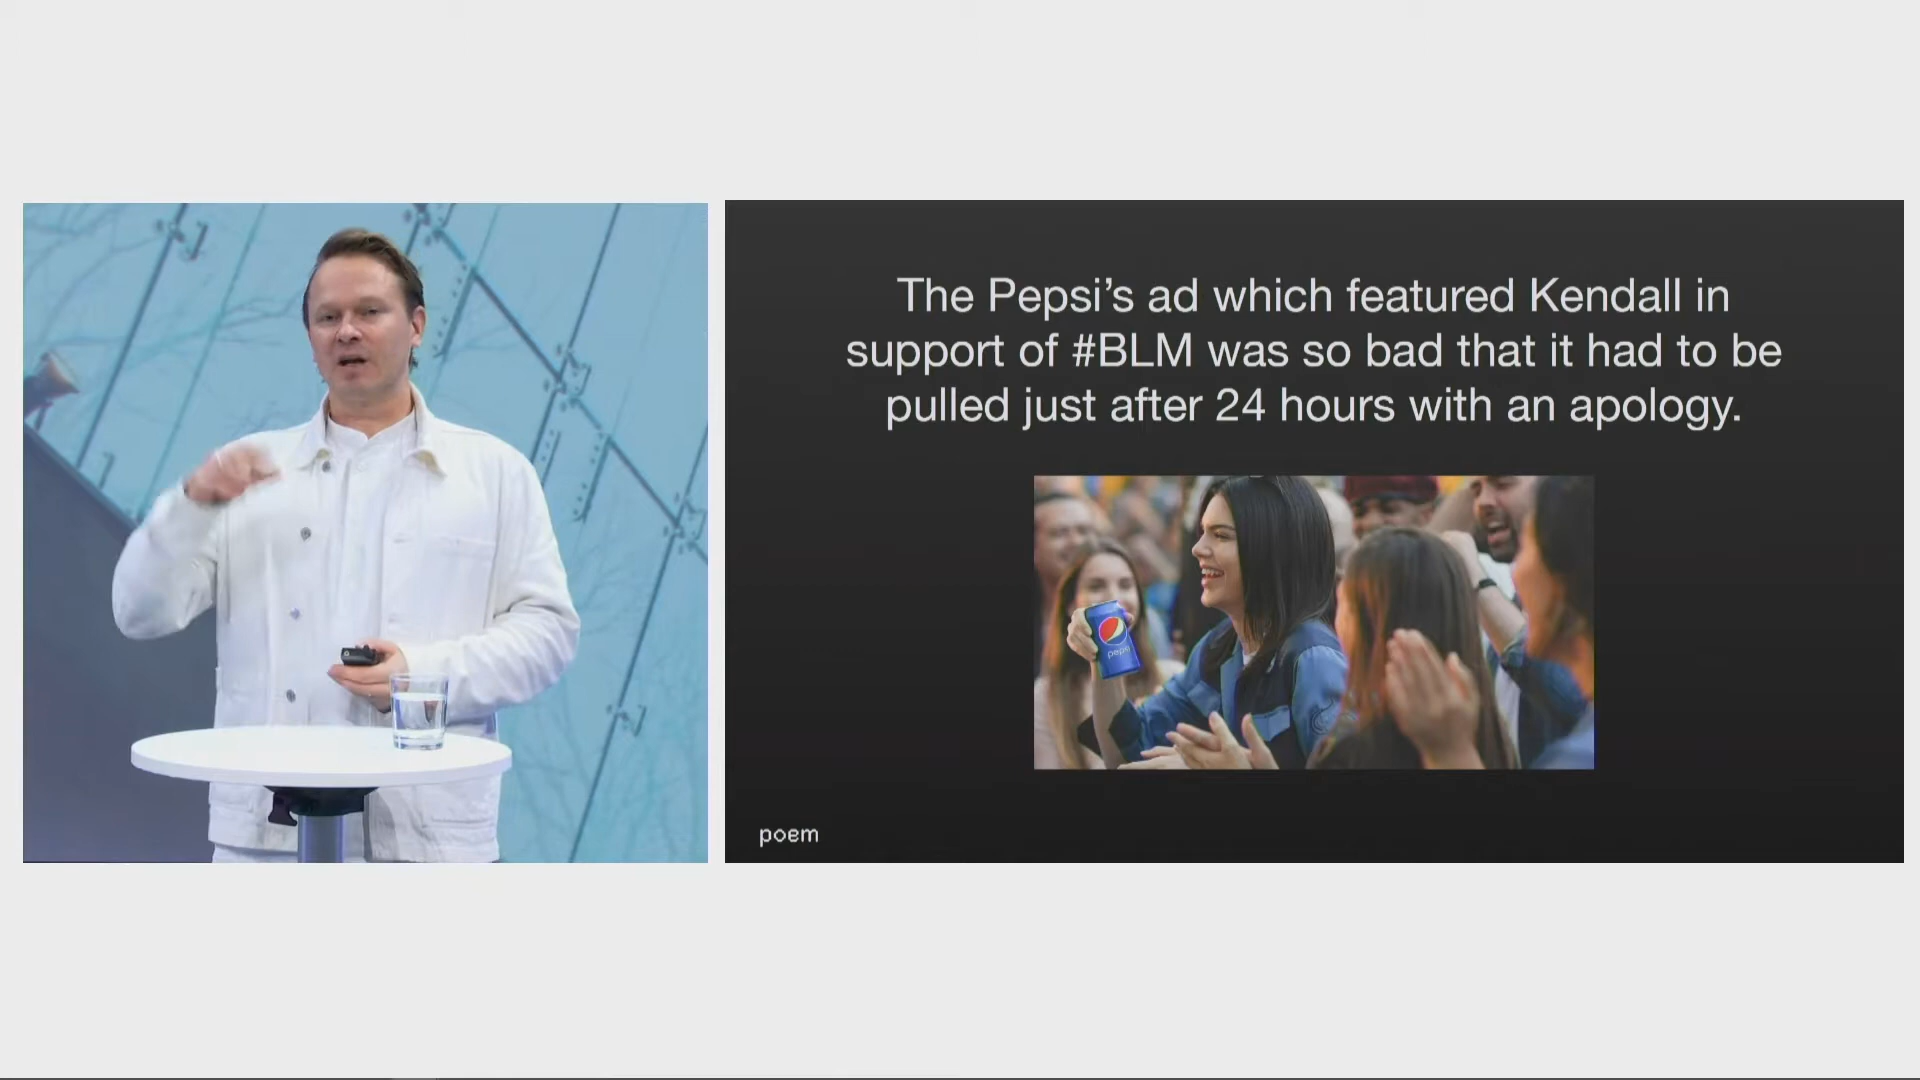 The Pepsi's ad which featured Kendall in
support of #BLM was so bad that it had to be
pulled just after 24 hours with an apology.
pepsi
poem